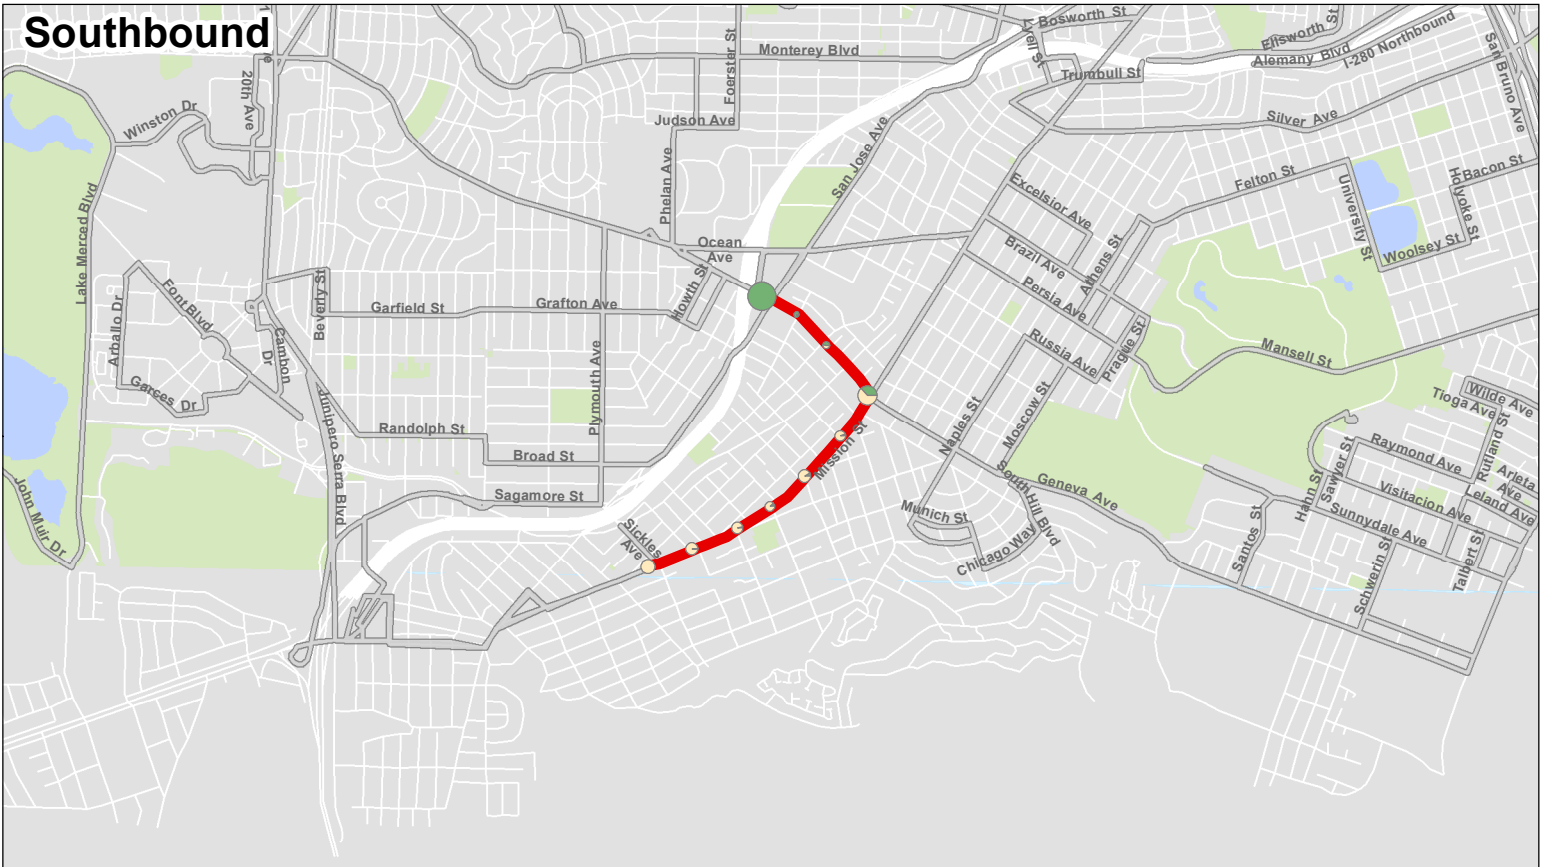 Southbound
Bosworth St
Lyell St
Ellsworth St
Monterey Blvd
Foerster St
Alemany Blvd
I-280 Northbound
San Bruno Ave
Trumbull St
20th Ave
Winston Dr
Judson Ave
Silver Ave
San Jose Ave
Phelan Ave
Excelsior Ave
Felton St
University St
Holyoke St
Bacon St
Lake Merced Blvd
Ocean
Ave
Brazil Ave
Athens St
Woolsey St
Font Blvd
Beverly St
Howth St
Persia Ave
Arballo Dr
Garfield St
Grafton Ave
Cambon
Dr
Russia Ave
Prague St
Mansell St
Plymouth Ave
Garces Dr
Junipero Serra Blvd
Randolph St
Naples St
Moscow St
Mission St
Tioga Ave
Wilde Ave
Rutland St
Broad St
Raymond Ave
Sawyer St
Hahn St
Arleta
Ave
John Muir Dr
Sagamore St
South Hill Blvd
Geneva Ave
Visitacion Ave
Leland Ave
Munich St
Sunnydale Ave
Sickles
Ave
Chicago Way
Santos St
Schwerin St
Talbert St